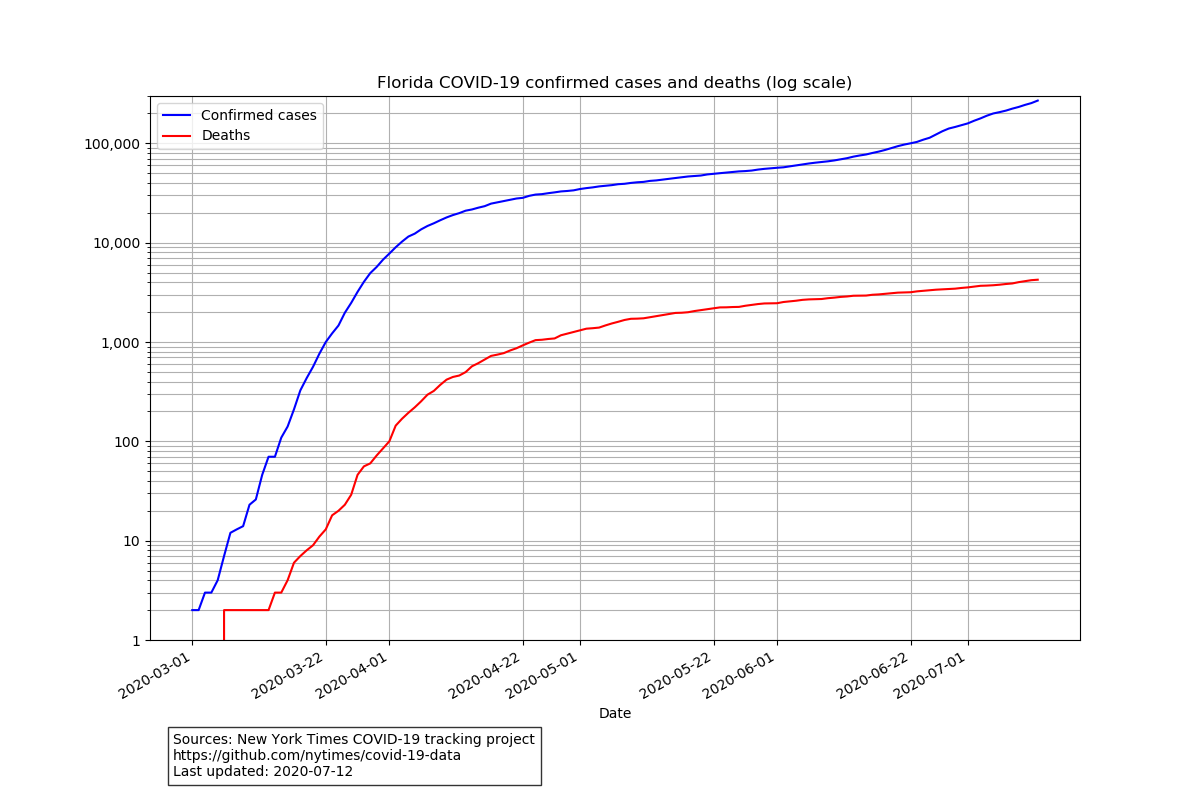 Florida COVID-19 confirmed cases and deaths (log scale)
Confirmed cases
Deaths
100,000
10,000
1,000
100
10
1
2020-03-01
2020-03-22
2020-04-01
2020-04-22
2020-05-01
2020-05-22
2020-06-01
2020-06-22
2020-07-01
Date
Sources: New York Times COVID-19 tracking project
https://github.com/nytimes/covid-19-data
Last updated: 2020-07-12